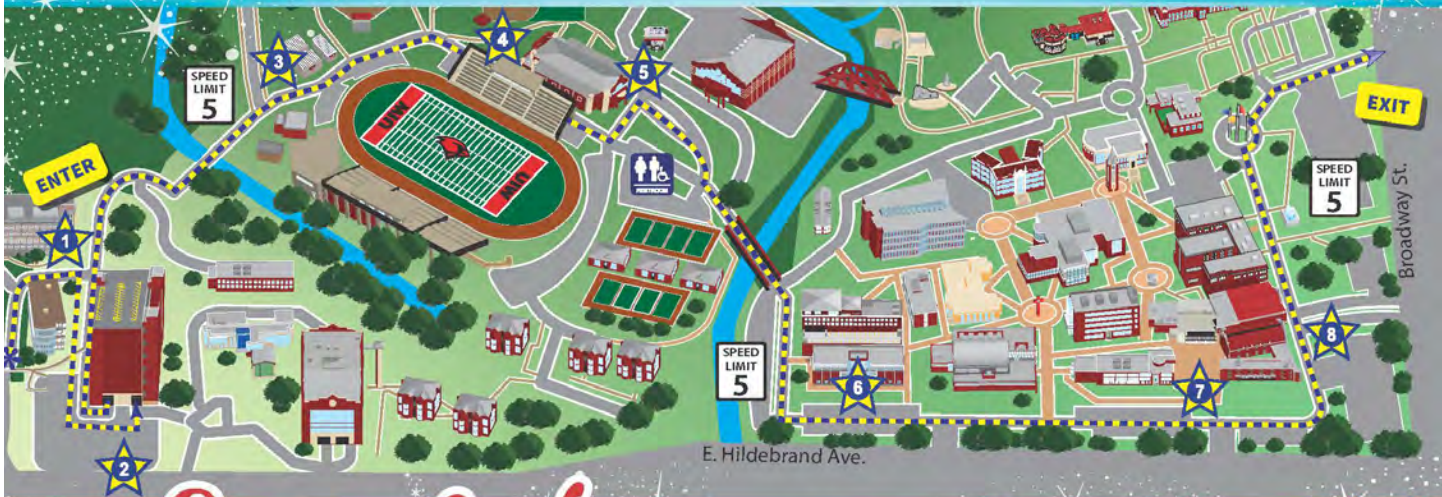 4
3
5
SPEED
LIMIT
5
EXIT
UIW
ENTER
RESTROOM
SPEED
LIMIT
5
1
UIW
Broadway St.
8
SPEED
LIMIT
5
6
7
E. Hildebrand Ave.
2